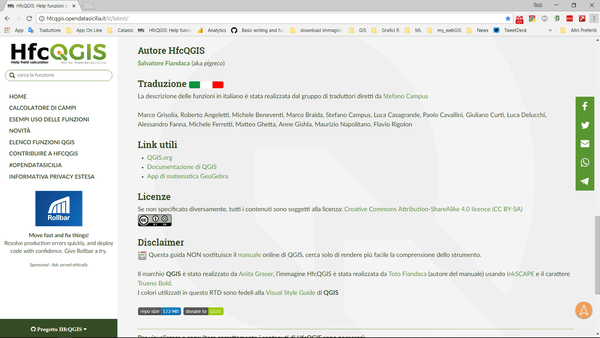 HfcQGIS: Help funzioni d
hfcqgis.opendatasicilia.it/it/latest/
App
Traduttore
App On Line
Catasto
HfcQGIS
Analytics
Basic writing and fo
download immagini
GIS
Grafici R
ML
my_webGIS
News
TweetDeck
Altri Preferiti
HfcQGIS
Help field calculator
cerca la funzione
HOME
CALCOLATORE DI CAMPI
ESEMPI USO DELLE FUNZIONI
NOVITÀ
ELENCO FUNZIONI QGIS
CONTRIBUIRE A HFCQGIS
#OPENDATASICILIA
INFORMATIVA PRIVACY ESTESA
Rollbar
Move fast and fix things!
Resolve production errors quickly, and deploy
code with confidence. Give Rollbar a try.
Sponsored · Ads served ethically
Progetto HfcQGIS
Autore HfcQGIS
Salvatore Fiandaca (aka pigreco)
Traduzione
La descrizione delle funzioni in italiano è stata realizzata dal gruppo di traduttori diretti da Stefano Campus
Marco Grisolia, Roberto Angeletti, Michele Beneventi, Marco Braida, Stefano Campus, Luca Casagrande, Paolo Cavallini, Giuliano Curti, Luca Delucchi,
Alessandro Fanna, Michele Ferretti, Matteo Ghetta, Anne Gishla, Maurizio Napolitano, Flavio Rigolon
Link utili
QGIS.org
Documentazione di QGIS
App di matematica GeoGebra
Licenze
Se non specificato diversamente, tutti i contenuti sono soggetti alla licenza: Creative Commons Attribution-ShareAlike 4.0 licence (CC BY-SA)
Disclaimer
Questa guida NON sostituisce il manuale online di QGIS, cerca solo di rendere più facile la comprensione dello strumento.
Il marchio QGIS è stato realizzato da Anita Graser, l'immagine HfcQGIS è stata realizzata da Totò Fiandaca (autore del manuale) usando InkSCAPE e il carattere
Trueno Bold.
I colori utilizzati in questo RTD sono fedeli alla Visual Style Guide di QGIS
repo size 322 MB
donate to QGIS